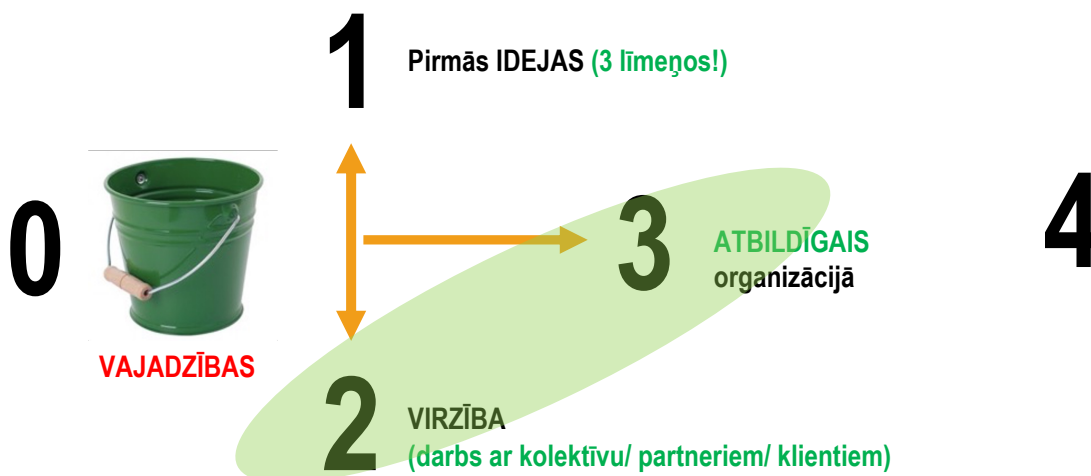 1
Pirmās IDEJAS (3 līmeņos!)
0
VAJADZĪBAS
3
ATBILDĪGAIS
organizācijā
4
2
VIRZĪBA
(darbs ar kolektīvu/ partneriem/ klientiem)